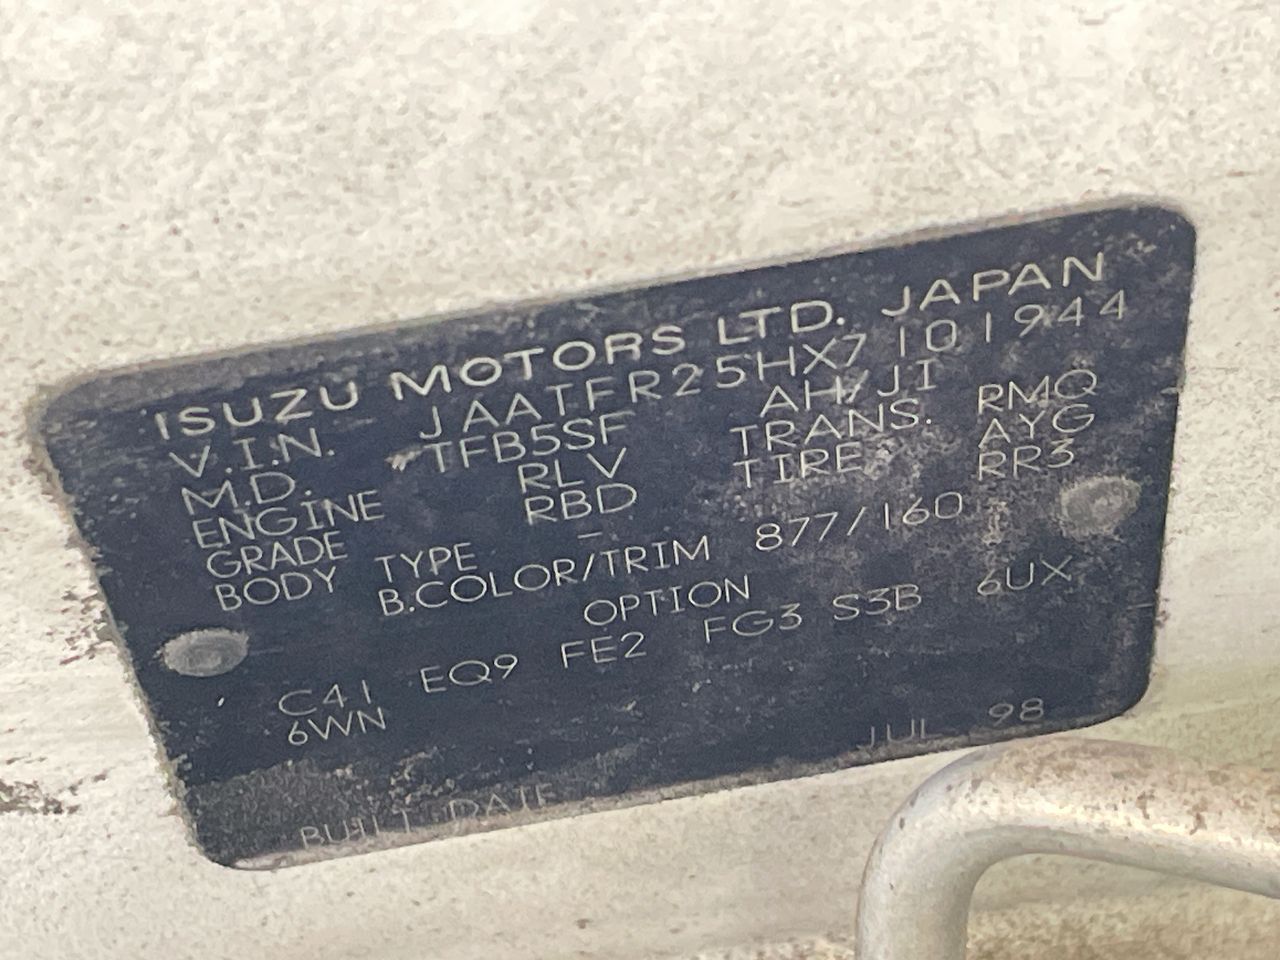 ISUZU MOTORS LTD. JAPAN
V.I.N. JAATFR25HX7101944
M.D. TFB5SF AH/JI
ENGINE RLV TRANS. RMQ
GRADE RBD TIRE AYG
BODY TYPE - RR3
B.COLOR/TRIM 877/160
OPTION
C41 EQ9 FE2 FG3 S3B 6UX
6WN
BUILT DATE JUL 98